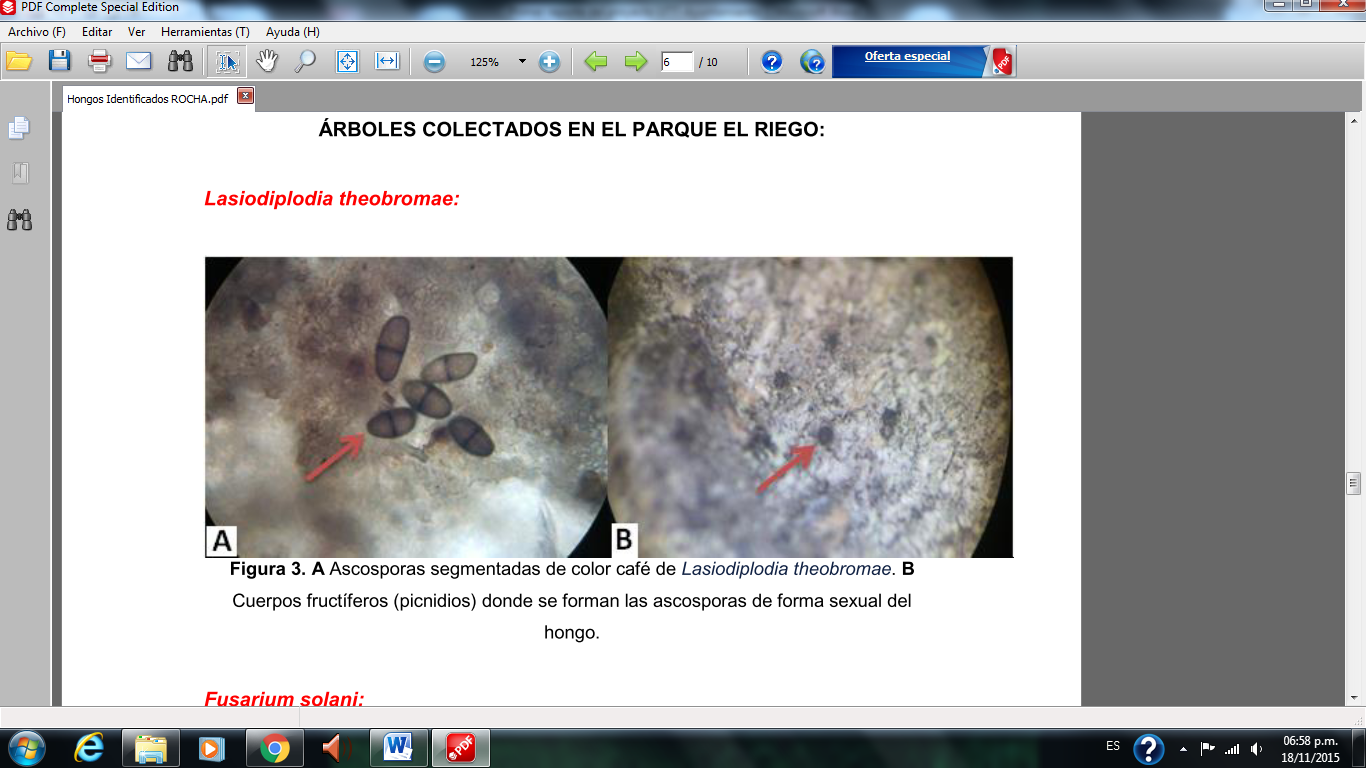 PDF Complete Special Edition
Archivo (F) Editar Ver Herramientas (T) Ayuda (H)
125% 6 / 10 Oferta especial PDF
Hongos Identificados ROCHA.pdf
ÁRBOLES COLECTADOS EN EL PARQUE EL RIEGO:
Lasiodiplodia theobromae:
A B
Figura 3. A Ascosporas segmentadas de color café de Lasiodiplodia theobromae. B
Cuerpos fructíferos (picnidios) donde se forman las ascosporas de forma sexual del
hongo.
Fusarium solani:
ES 06:58 p.m.
18/11/2015